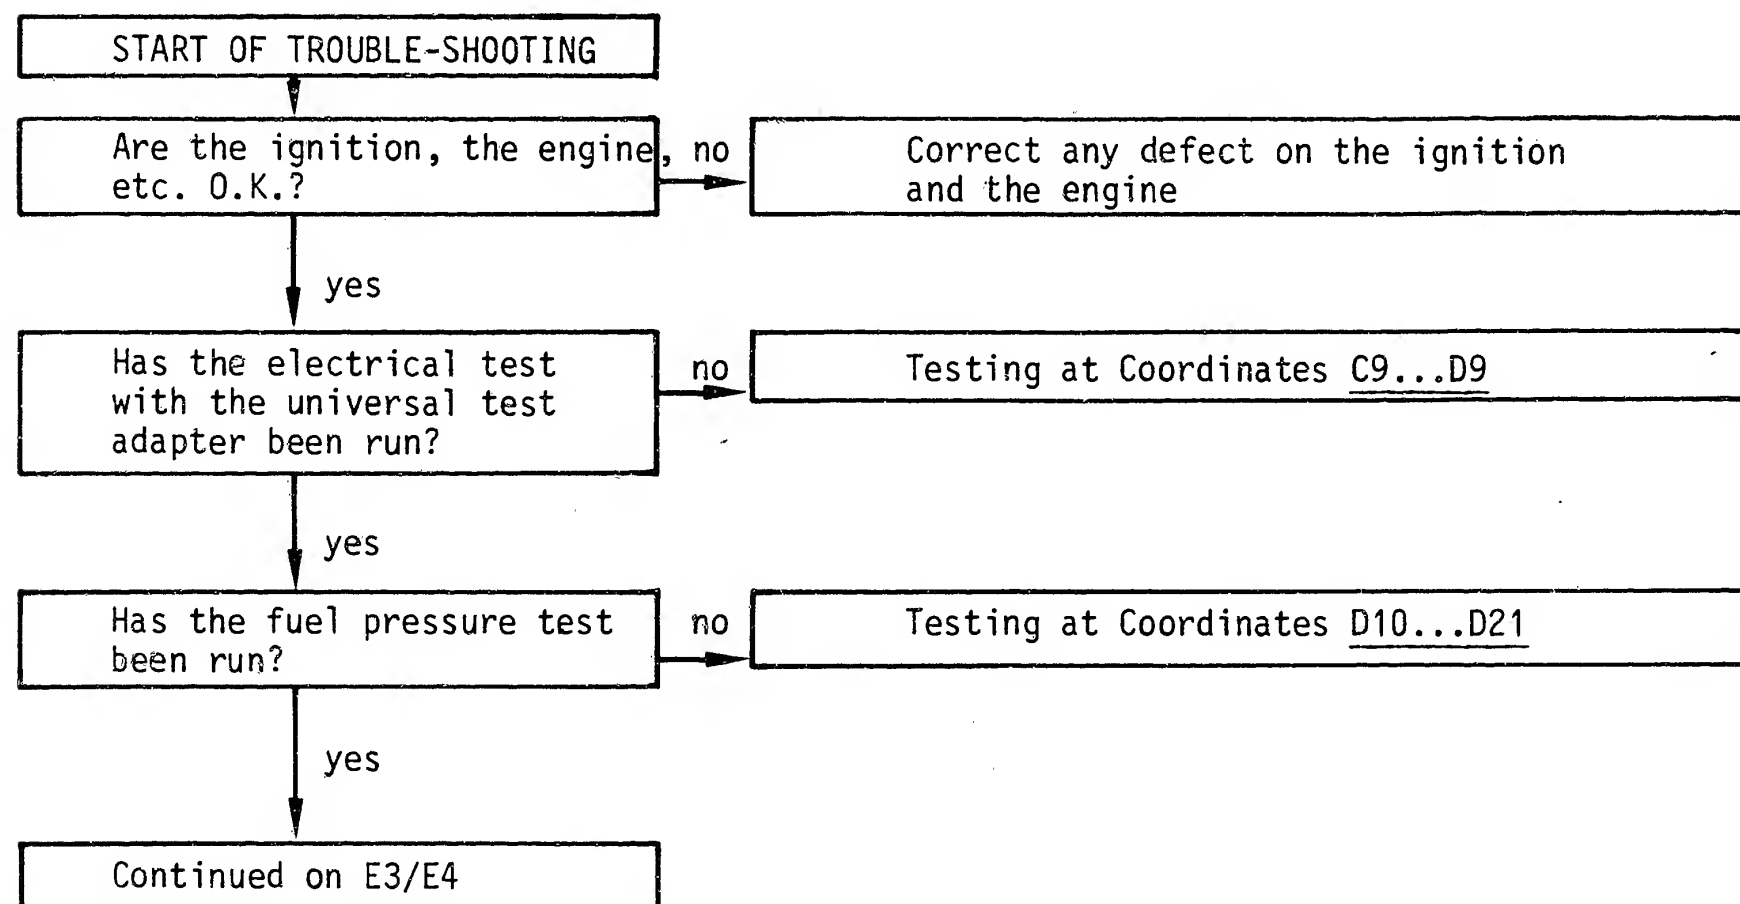 START OF TROUBLE-SHOOTING
Are the ignition, the engine, no
etc. O.K.?
Correct any defect on the ignition
and the engine
yes
Has the electrical test
with the universal test
adapter been run?
no
Testing at Coordinates C9...D9
yes
Has the fuel pressure test
been run?
no
Testing at Coordinates D10...D21
yes
Continued on E3/E4